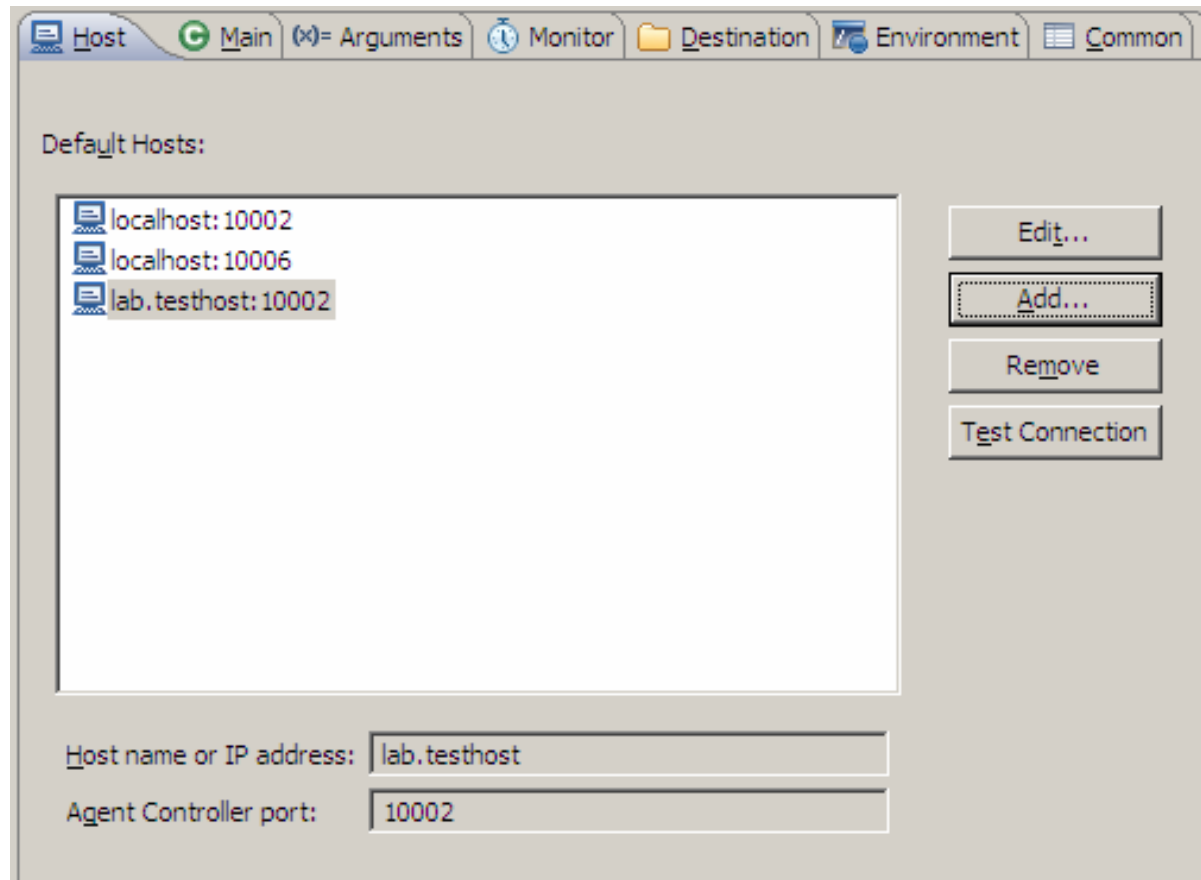 Host Main (x)= Arguments Monitor Destination Environment Common
Default Hosts:
localhost:10002
localhost:10006
lab.testhost:10002
Edit...
Add...
Remove
Test Connection
Host name or IP address: lab.testhost
Agent Controller port: 10002